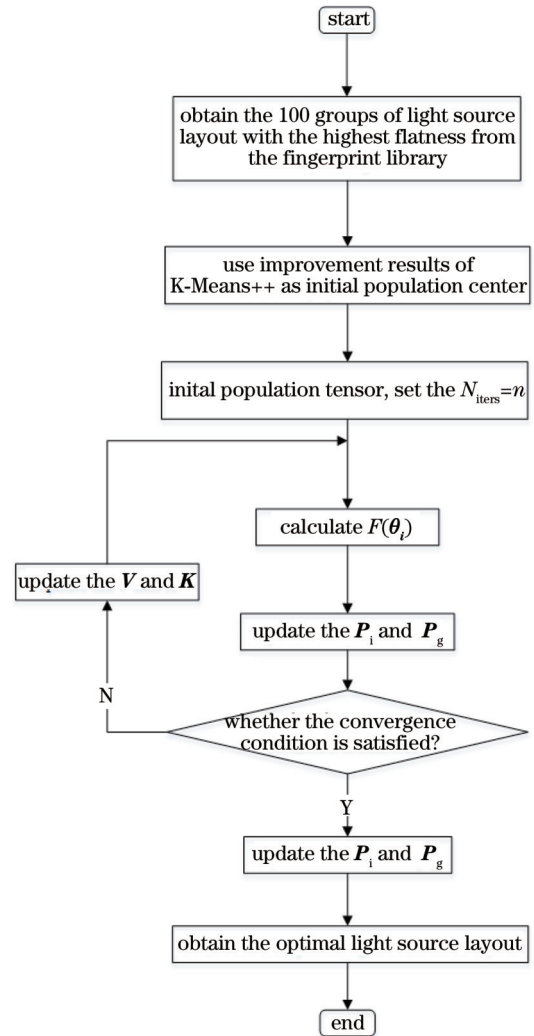 start
obtain the 100 groups of light source
layout with the highest flatness from
the fingerprint library
use improvement results of
K-Means++ as initial population center
inital population tensor, set the N_iters=n
calculate F(θ_i)
update the V and K
update the P_i and P_g
N
whether the convergence
condition is satisfied?
Y
update the P_i and P_g
obtain the optimal light source layout
end